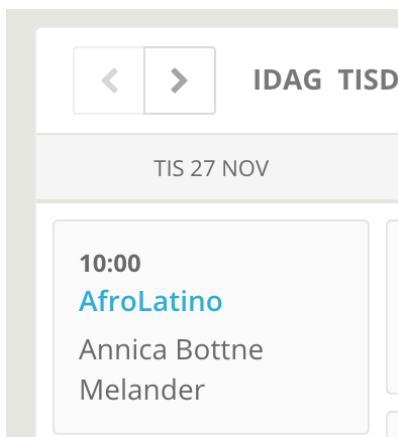 IDAG TISD
TIS 27 NOV
10:00
AfroLatino
Annica Bottne
Melander